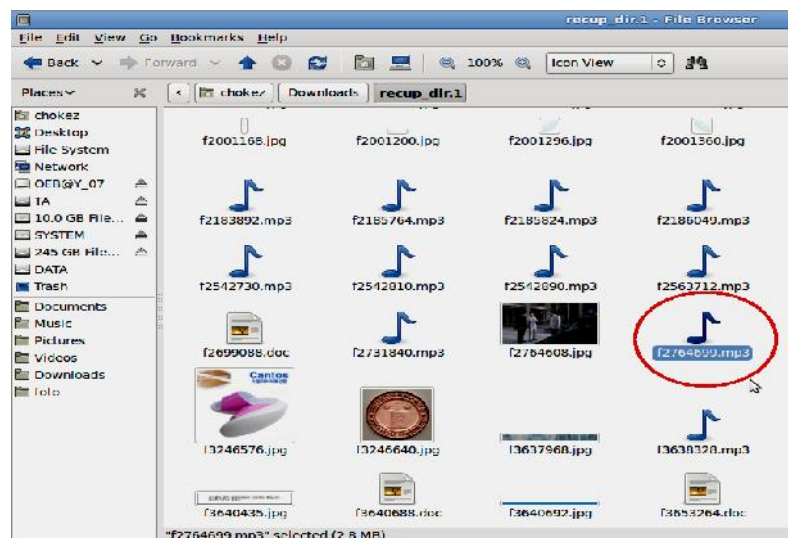 recup_dir.1 - File Browser
File Edit View Go Bookmarks Help
Back Forward 100% Icon View
Places chokez Downloads recup_dir.1
chokez
Desktop
File System
Network
OEB@Y_07
TA
10.0 GB File...
SYSTEM
245 GB File...
DATA
Trash
Documents
Music
Pictures
Videos
Downloads
foto
f2001168.jpg f2001200.jpg f2001296.jpg f2001360.jpg
f2183892.mp3 f2185764.mp3 f2185824.mp3 f2186049.mp3
f2542730.mp3 f2542810.mp3 f2542890.mp3 f2563712.mp3
f2699088.doc f2731840.mp3 f2764608.jpg f2764699.mp3
Cantos
f3246576.jpg f3246640.jpg f3637968.jpg f3638328.mp3
f3640435.jpg f3640688.doc f3640692.jpg f3653264.doc
"f2764699.mp3" selected (2.8 MB)